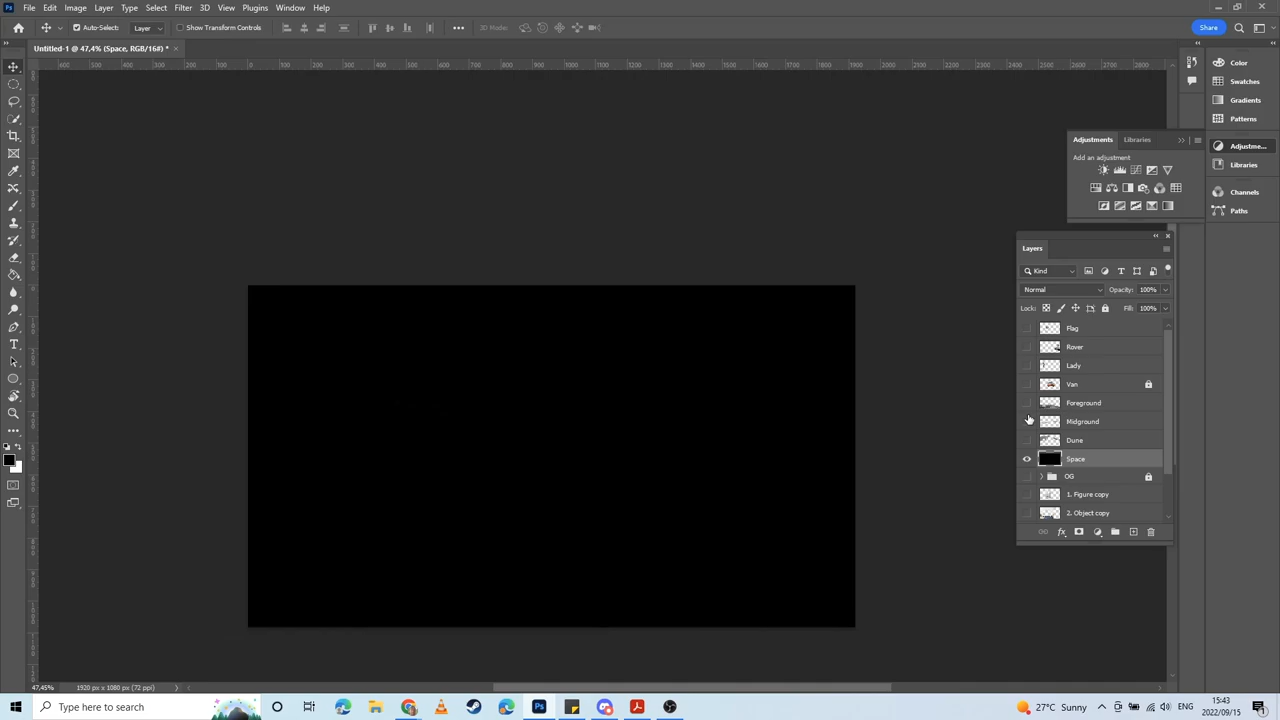 Ps File Edit Image Layer Type Select Filter 3D View Plugins Window Help
Auto-Select: Layer Show Transform Controls 3D Mode: Share
Untitled-1 @ 47,4% (Space, RGB/16#) *
Color
Swatches
Gradients
Patterns
Adjustme...
Libraries
Channels
Paths
Adjustments Libraries
Add an adjustment
Layers
Kind
Normal Opacity: 100%
Lock: Fill: 100%
Flag
Rover
Lady
Van
Foreground
Midground
Dune
Space
OG
1. Figure copy
2. Object copy
47,45% 1920 px x 1080 px (72 ppi)
Type here to search
27°C Sunny ENG 15:43
2022/09/15